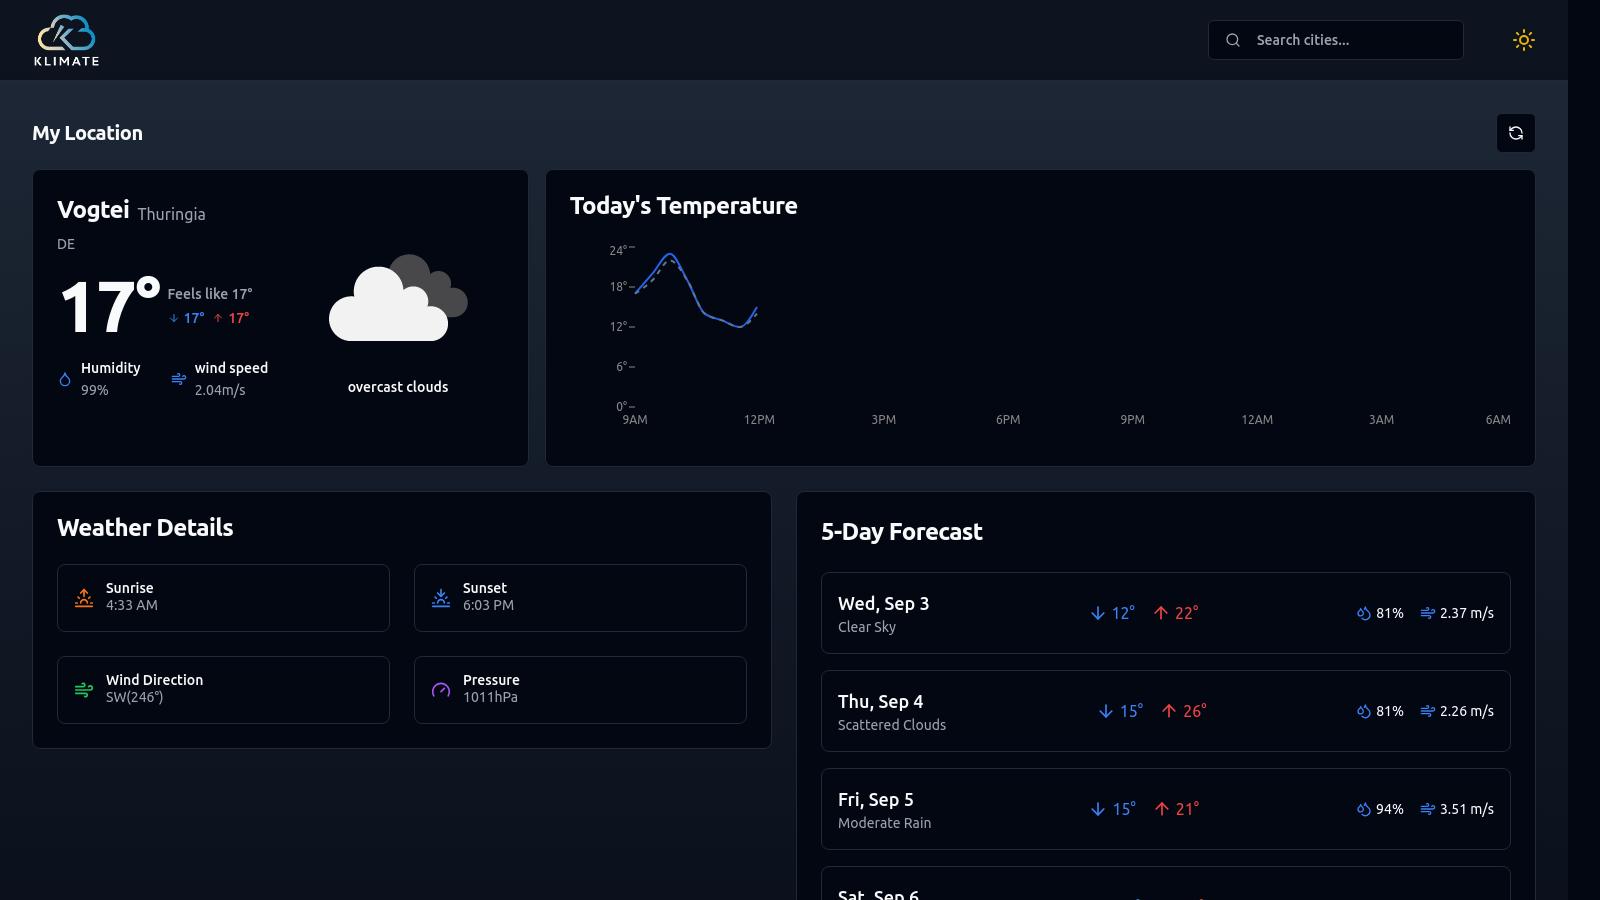 KLIMATE
Search cities...
My Location
Vogtei Thuringia
DE
17°
Feels like 17°
17° 17°
Humidity
99%
wind speed
2.04m/s
overcast clouds
Today's Temperature
24°
18°
12°
6°
0°
9AM 12PM 3PM 6PM 9PM 12AM 3AM 6AM
Weather Details
Sunrise
4:33 AM
Sunset
6:03 PM
Wind Direction
SW(246°)
Pressure
1011hPa
5-Day Forecast
Wed, Sep 3
Clear Sky
12° 22°
81% 2.37 m/s
Thu, Sep 4
Scattered Clouds
15° 26°
81% 2.26 m/s
Fri, Sep 5
Moderate Rain
15° 21°
94% 3.51 m/s
Sat, Sep 6